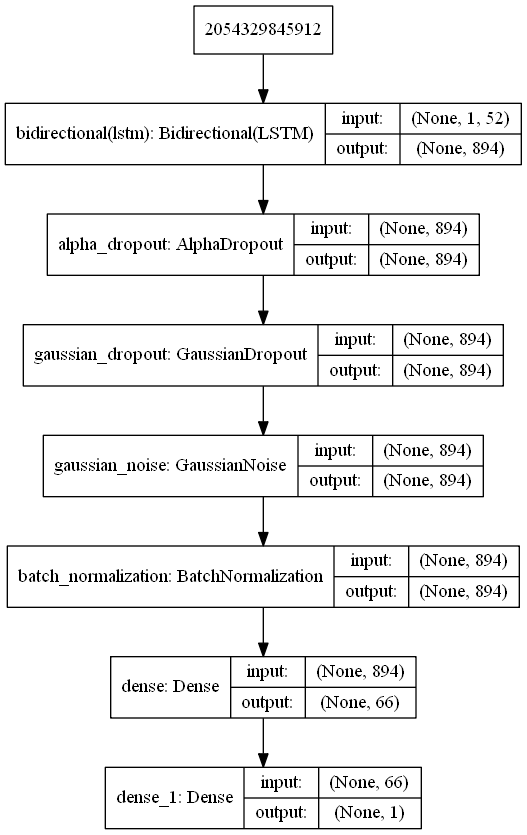 2054329845912
bidirectional(lstm): Bidirectional(LSTM)
input: (None, 1, 52)
output: (None, 894)
alpha_dropout: AlphaDropout
input: (None, 894)
output: (None, 894)
gaussian_dropout: GaussianDropout
input: (None, 894)
output: (None, 894)
gaussian_noise: GaussianNoise
input: (None, 894)
output: (None, 894)
batch_normalization: BatchNormalization
input: (None, 894)
output: (None, 894)
dense: Dense
input: (None, 894)
output: (None, 66)
dense_1: Dense
input: (None, 66)
output: (None, 1)